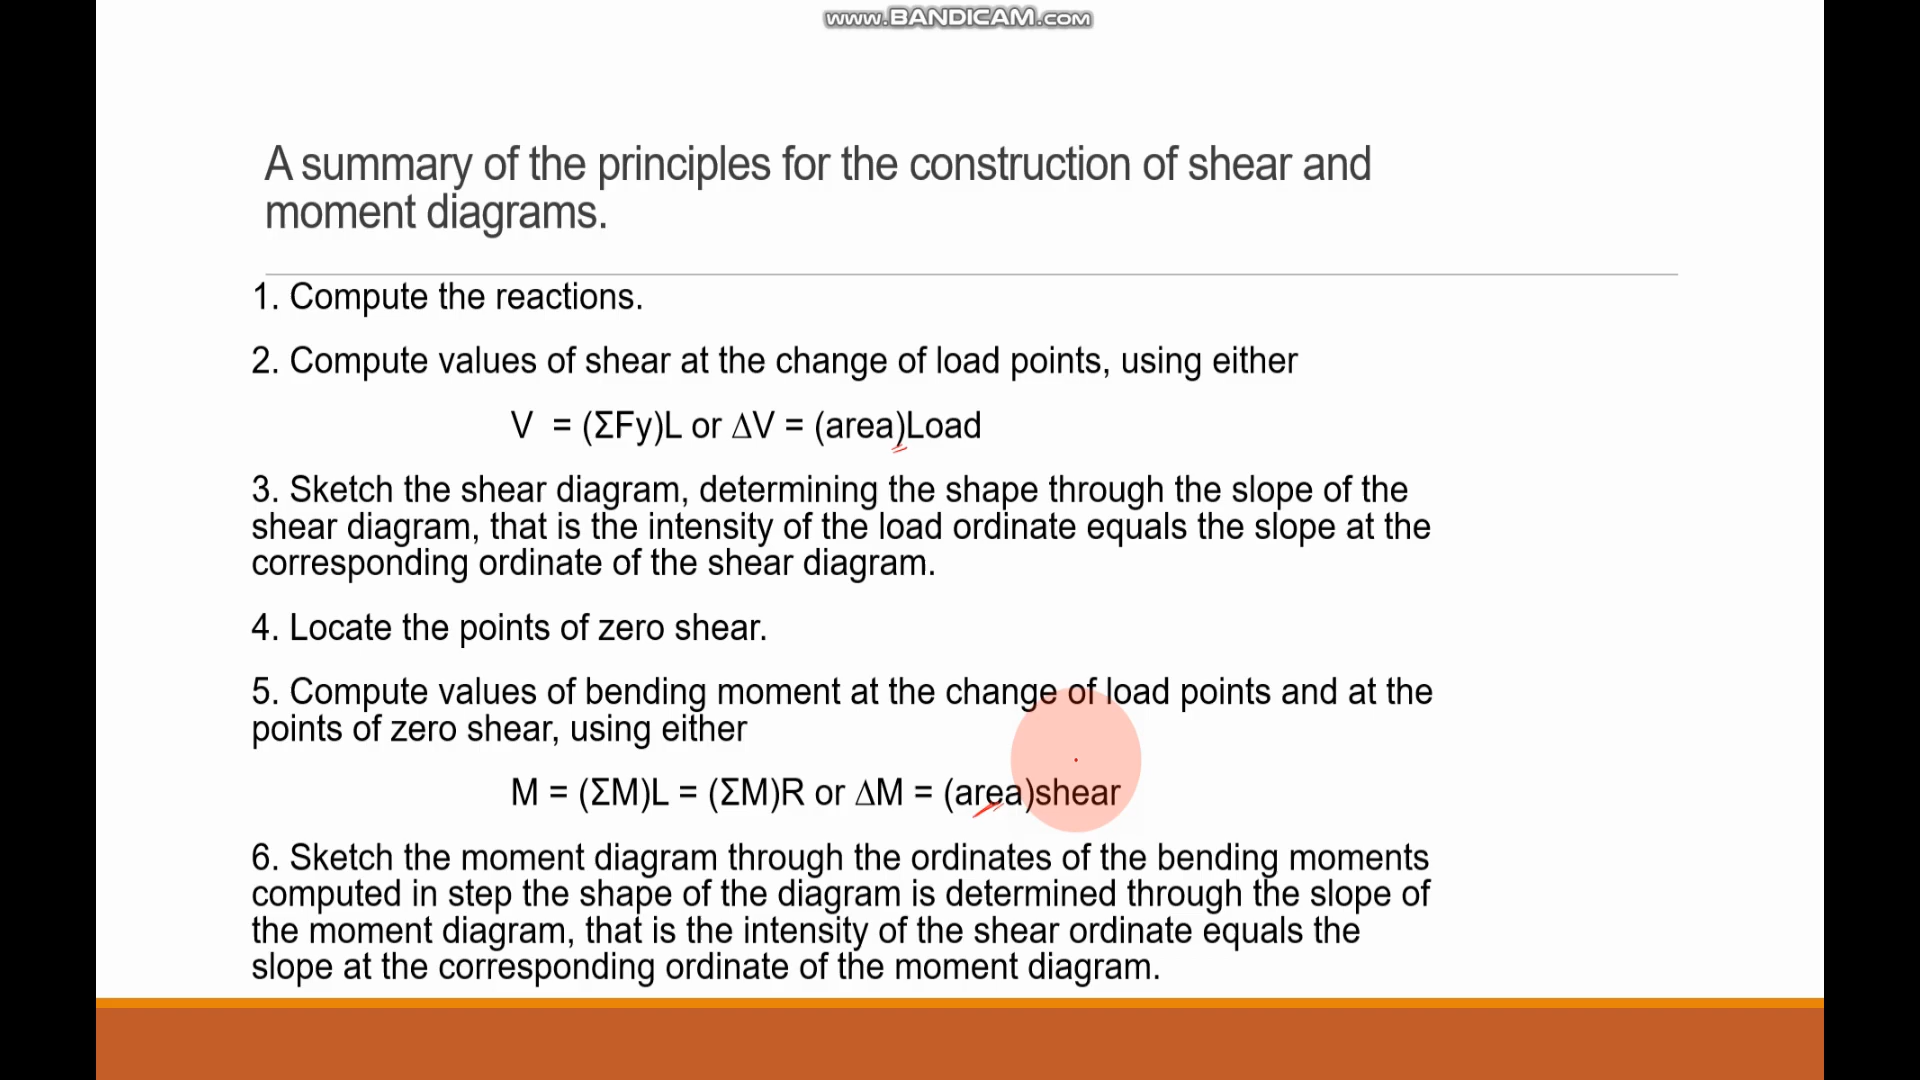 www.BANDICAM.com
A summary of the principles for the construction of shear and
moment diagrams.
1. Compute the reactions.
2. Compute values of shear at the change of load points, using either
V = (ΣFy)L or ∆V = (area)Load
3. Sketch the shear diagram, determining the shape through the slope of the
shear diagram, that is the intensity of the load ordinate equals the slope at the
corresponding ordinate of the shear diagram.
4. Locate the points of zero shear.
5. Compute values of bending moment at the change of load points and at the
points of zero shear, using either
M = (ΣM)L = (ΣM)R or ∆M = (area)shear
6. Sketch the moment diagram through the ordinates of the bending moments
computed in step the shape of the diagram is determined through the slope of
the moment diagram, that is the intensity of the shear ordinate equals the
slope at the corresponding ordinate of the moment diagram.